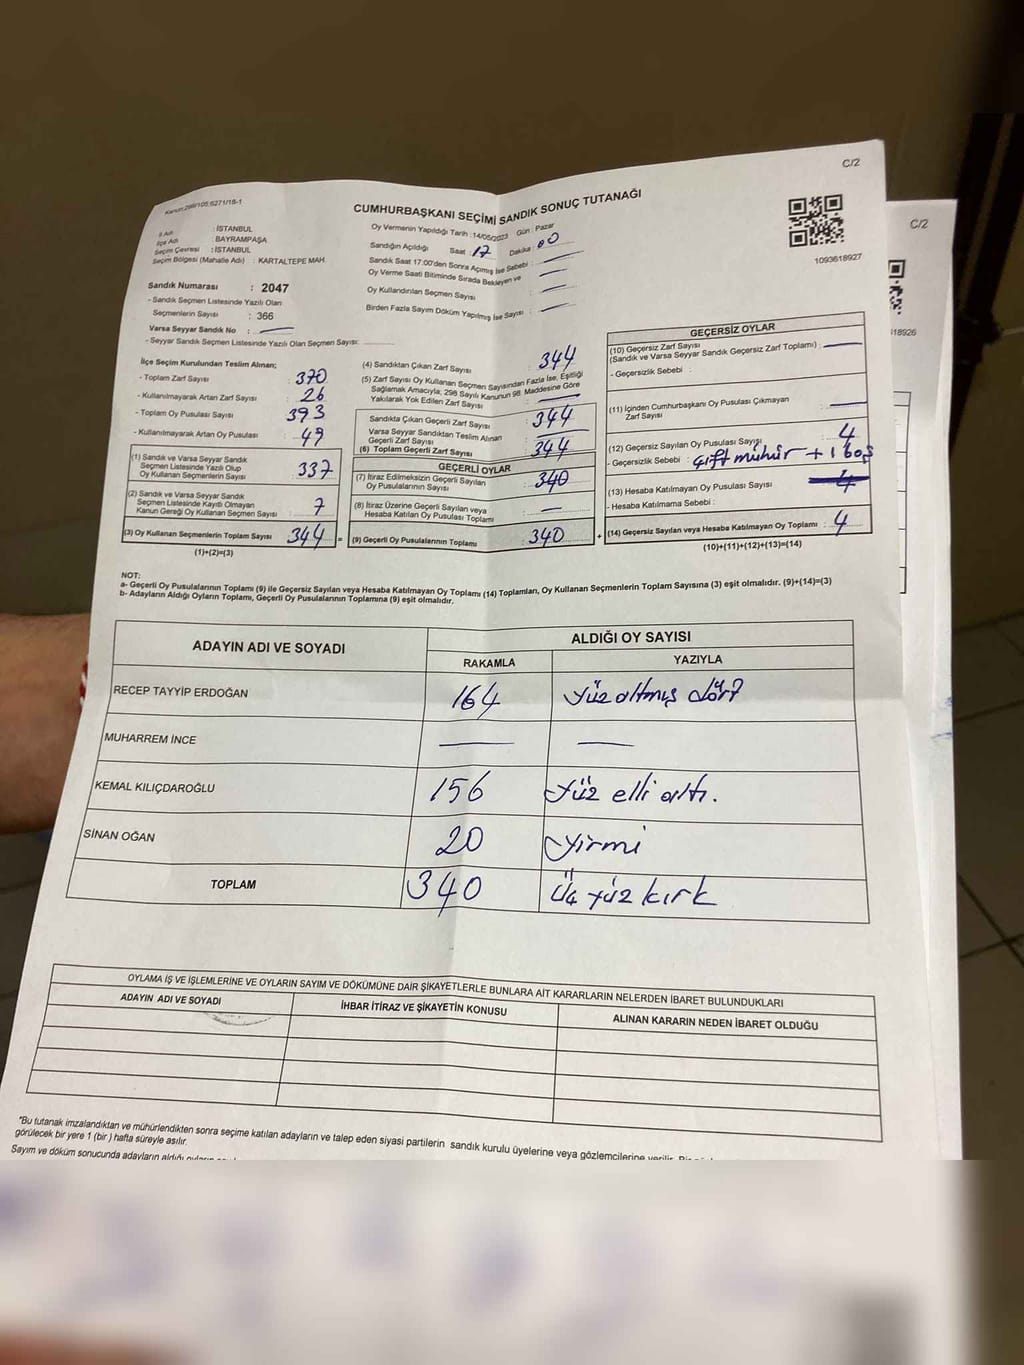 C/2
Kanun:298/105;6271/18-1
CUMHURBAŞKANI SEÇİMİ SANDIK SONUÇ TUTANAĞI
C/2
İl Adı : İSTANBUL
İlçe Adı : BAYRAMPAŞA
Seçim Çevresi : İSTANBUL
Seçim Bölgesi (Mahalle Adı) : KARTALTEPE MAH.
Oy Vermenin Yapıldığı Tarih : 14/05/2023 Gün : Pazar
Sandığın Açıldığı Saat : 17 Dakika : 00
Sandık Saat 17:00'den Sonra Açılmış İse Sebebi :
Oy Verme Saati Bitiminde Sırada Bekleyen ve
Oy Kullandırılan Seçmen Sayısı :
Birden Fazla Sayım Döküm Yapılmış İse Sayısı :
1093618927
18926
Sandık Numarası : 2047
- Sandık Seçmen Listesinde Yazılı Olan
Seçmenlerin Sayısı : 366
Varsa Seyyar Sandık No :
- Seyyar Sandık Seçmen Listesinde Yazılı Olan Seçmen Sayısı:
İlçe Seçim Kurulundan Teslim Alınan;
- Toplam Zarf Sayısı : 370
- Kullanılmayarak Artan Zarf Sayısı : 26
- Toplam Oy Pusulası Sayısı : 393
- Kullanılmayarak Artan Oy Pusulası : 49
(1) Sandık ve Varsa Seyyar Sandık
Seçmen Listesinde Yazılı Olup
Oy Kullanan Seçmenlerin Sayısı : 337
(2) Sandık ve Varsa Seyyar Sandık
Seçmen Listesinde Kayıtlı Olmayan
Kanun Gereği Oy Kullanan Seçmen Sayısı : 7
(3) Oy Kullanan Seçmenlerin Toplam Sayısı : 344 =
(1)+(2)=(3)
(4) Sandıktan Çıkan Zarf Sayısı : 344
(5) Zarf Sayısı Oy Kullanan Seçmen Sayısından Fazla İse, Eşitliği
Sağlamak Amacıyla; 298 Sayılı Kanunun 98. Maddesine Göre
Yakılarak Yok Edilen Zarf Sayısı :
Sandıkta Çıkan Geçerli Zarf Sayısı : 344
Varsa Seyyar Sandıktan Teslim Alınan
Geçerli Zarf Sayısı :
(6) Toplam Geçerli Zarf Sayısı : 344
GEÇERLİ OYLAR
(7) İtiraz Edilmeksizin Geçerli Sayılan
Oy Pusulasının Sayısı : 340
(8) İtiraz Üzerine Geçerli Sayılan veya
Hesaba Katılan Oy Pusulası Toplamı :
(9) Geçerli Oy Pusulalarının Toplamı : 340 +
GEÇERSİZ OYLAR
(10) Geçersiz Zarf Sayısı
(Sandık ve Varsa Seyyar Sandık Geçersiz Zarf Toplamı) :
- Geçersizlik Sebebi :
(11) İçinden Cumhurbaşkanı Oy Pusulası Çıkmayan
Zarf Sayısı :
(12) Geçersiz Sayılan Oy Pusulası Sayısı : 4
- Geçersizlik Sebebi : çift mühür + 1 boş
(13) Hesaba Katılmayan Oy Pusulası Sayısı : 4
- Hesaba Katılmama Sebebi :
(14) Geçersiz Sayılan veya Hesaba Katılmayan Oy Toplamı : 4
(10)+(11)+(12)+(13)=(14)
NOT:
a- Geçerli Oy Pusulalarının Toplamı (9) ile Geçersiz Sayılan veya Hesaba Katılmayan Oy Toplamı (14) Toplamları, Oy Kullanan Seçmenlerin Toplam Sayısına (3) eşit olmalıdır. (9)+(14)=(3)
b- Adayların Aldığı Oyların Toplamı, Geçerli Oy Pusulalarının Toplamına (9) eşit olmalıdır.
ADAYIN ADI VE SOYADI ALDIĞI OY SAYISI
RAKAMLA YAZIYLA
RECEP TAYYİP ERDOĞAN 164 Yüz altmış dört
MUHARREM İNCE
KEMAL KILIÇDAROĞLU 156 Yüz elli altı.
SİNAN OĞAN 20 Yirmi
TOPLAM 340 Üç yüz kırk
OYLAMA İŞ VE İŞLEMLERİNE VE OYLARIN SAYIM VE DÖKÜMÜNE DAİR ŞİKAYETLERLE BUNLARA AİT KARARLARIN NELERDEN İBARET BULUNDUKLARI
ADAYIN ADI VE SOYADI İHBAR İTİRAZ VE ŞİKAYETİN KONUSU ALINAN KARARIN NEDEN İBARET OLDUĞU
*Bu tutanak imzalandıktan ve mühürlendikten sonra seçime katılan adayların ve talep eden siyasi partilerin sandık kurulu üyelerine veya gözlemcilerine verilir. Bir
görülecek bir yere 1 (bir) hafta süreyle asılır.
Sayım ve döküm sonucunda adayların aldığı